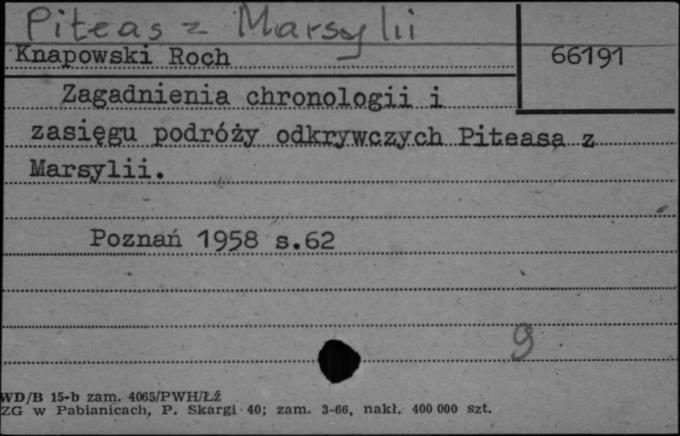 Piteas z Marsylii
Knapowski Roch
66191
Zagadnienia chronologii i
zasięgu podróży odkrywczych Piteasa z
Marsylii.
Poznań 1958 s.62
9
WD/B 15-b zam. 4065/PWH/Łź
ZG w Pabianicach, P. Skargi 40; zam. 3-66, nakł. 400 000 szt.